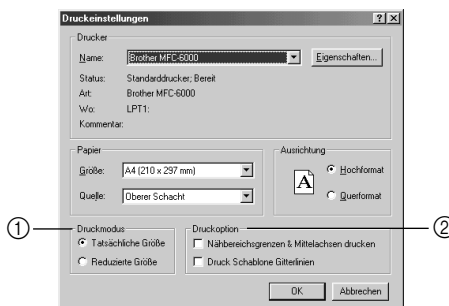 Druckeinstellungen
Drucker
Name: Brother MFC-6000 Eigenschaften...
Status: Standarddrucker; Bereit
Art: Brother MFC-6000
Wo: LPT1:
Kommentar:
Papier
Größe: A4 (210 x 297 mm)
Quelle: Oberer Schacht
Ausrichtung
A
Hochformat
Querformat
1
Druckmodus
Tatsächliche Größe
Reduzierte Größe
Druckoption
Nähbereichsgrenzen & Mittelachsen drucken
Druck Schablone Gitterlinien
2
OK Abbrechen